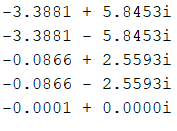 -3.3881 + 5.8453i
-3.3881 - 5.8453i
-0.0866 + 2.5593i
-0.0866 - 2.5593i
-0.0001 + 0.0000i